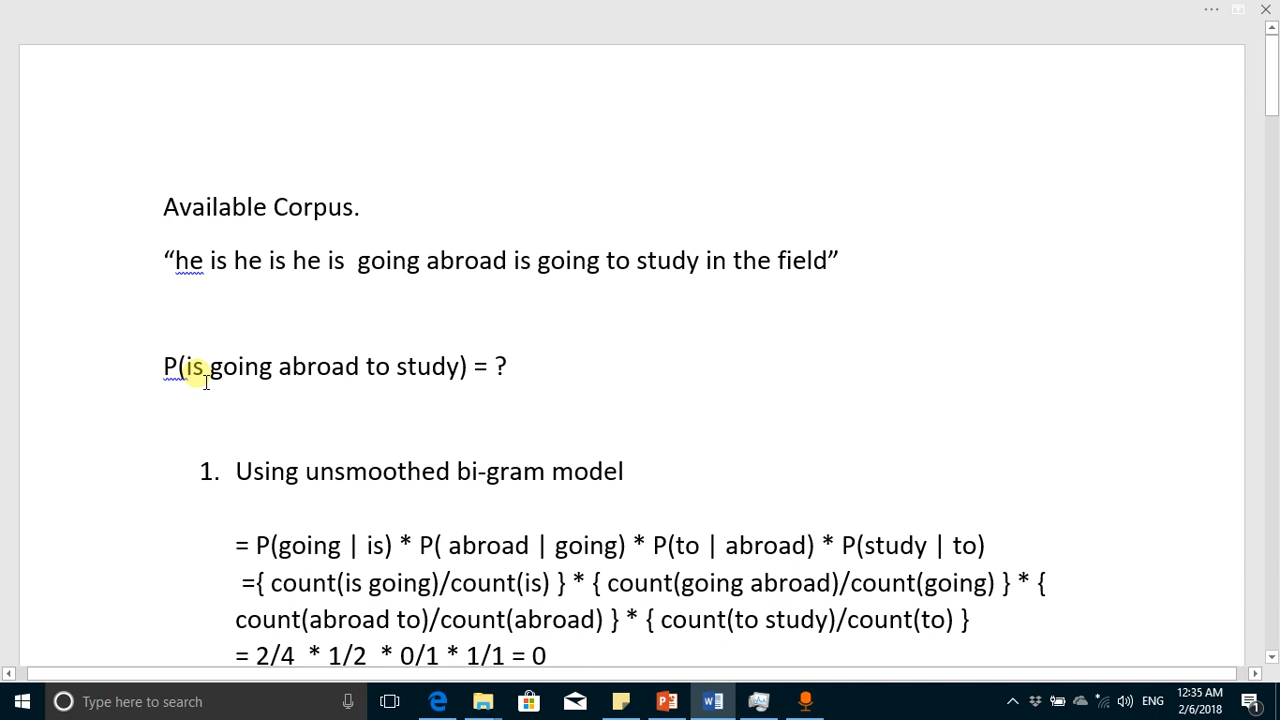 Available Corpus.
“he is he is he is  going abroad is going to study in the field”
P(is going abroad to study) = ?
1. Using unsmoothed bi-gram model
= P(going | is) * P( abroad | going) * P(to | abroad) * P(study | to)
={ count(is going)/count(is) } * { count(going abroad)/count(going) } * {
count(abroad to)/count(abroad) } * { count(to study)/count(to) }
= 2/4  * 1/2  * 0/1 * 1/1 = 0
Type here to search
ENG
12:35 AM
2/6/2018
1